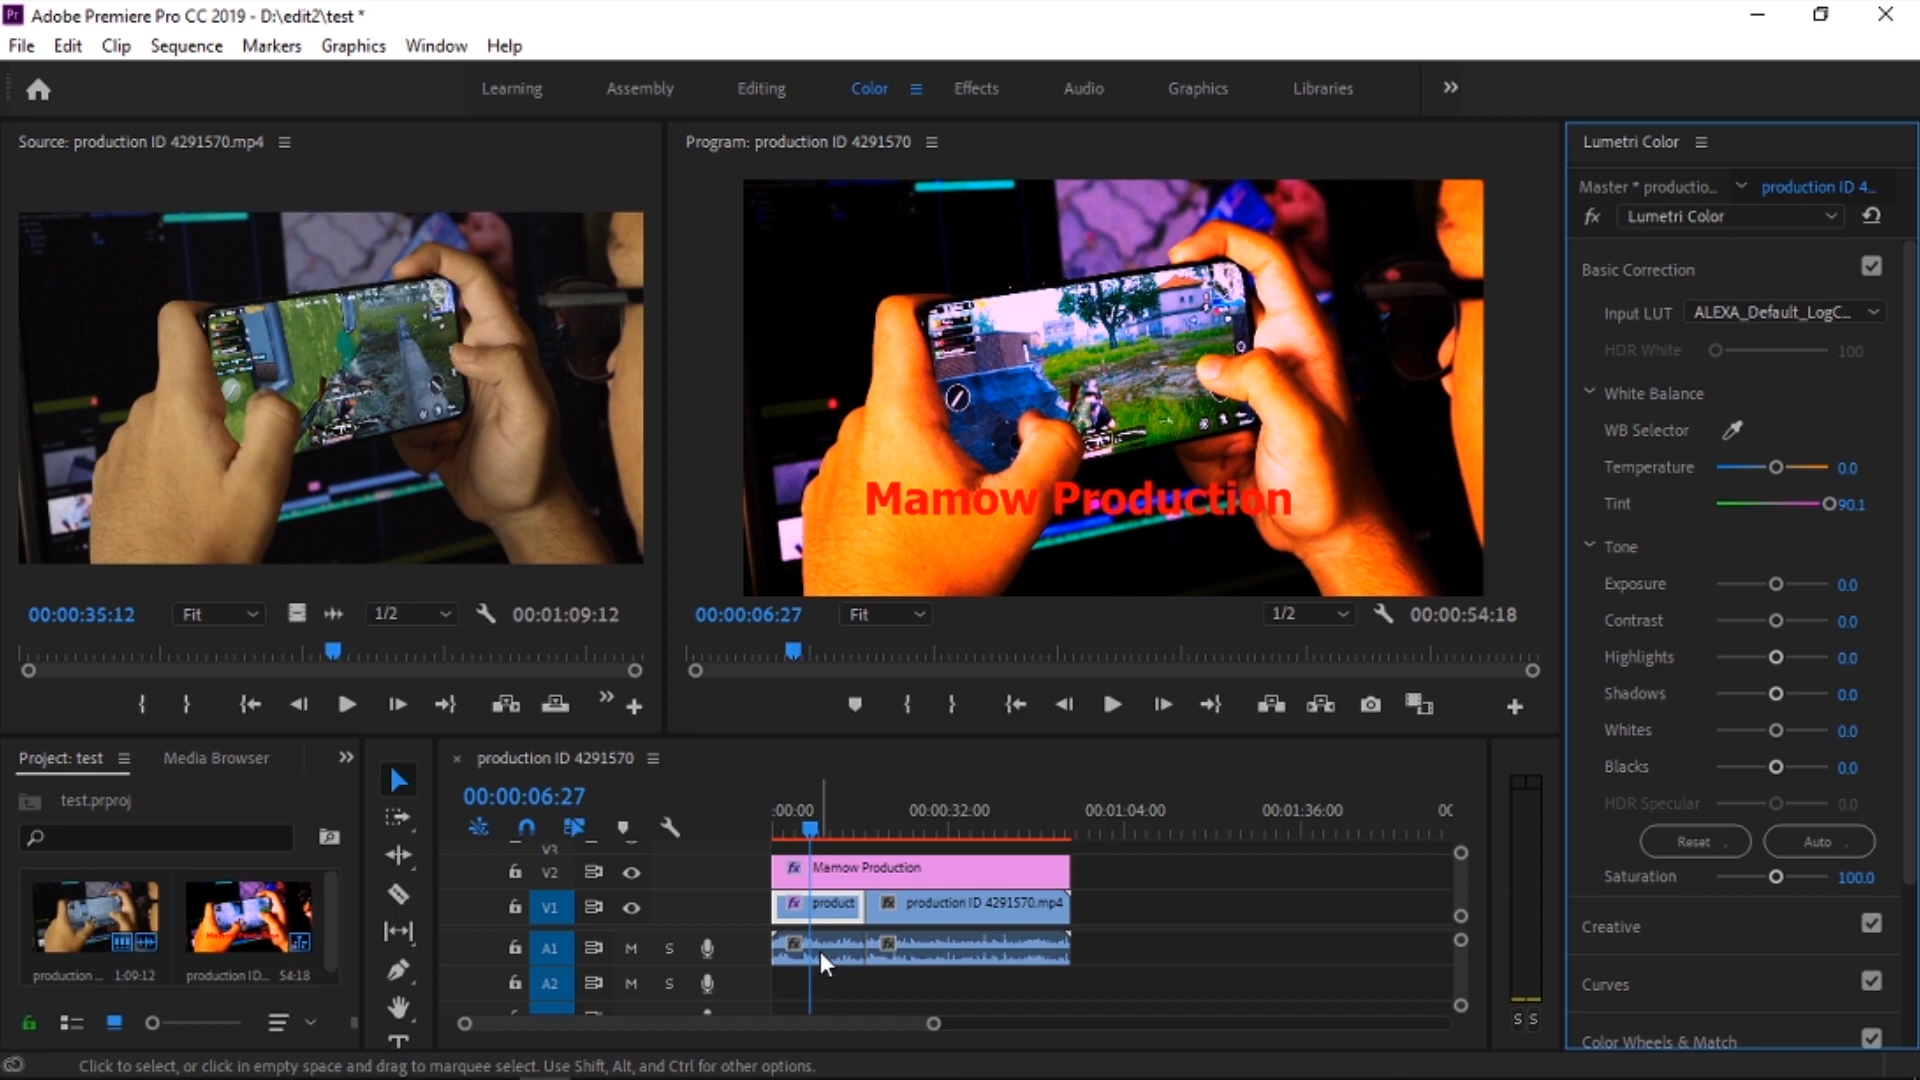 Adobe Premiere Pro CC 2019 - D:\edit2\test *
File Edit Clip Sequence Markers Graphics Window Help
Learning Assembly Editing Color Effects Audio Graphics Libraries
Source: production ID 4291570.mp4
Program: production ID 4291570
Lumetri Color
Master * productio... production ID 4...
fx Lumetri Color
Basic Correction
Input LUT ALEXA_Default_LogC...
HDR White 100
White Balance
WB Selector
Temperature 0.0
Tint 90.1
Tone
Exposure 0.0
Contrast 0.0
Highlights 0.0
Shadows 0.0
Whites 0.0
Blacks 0.0
HDR Specular 0.0
Reset Auto
Saturation 100.0
Creative
Curves
Color Wheels & Match
Mamow Production
00:00:35:12 Fit 1/2 00:01:09:12
00:00:06:27 Fit 1/2 00:00:54:18
Project: test Media Browser
test.prproj
production ... 1:09:12
production ID... 54:18
production ID 4291570
00:00:06:27
:00:00 00:00:32:00 00:01:04:00 00:01:36:00 00
V3
V2 fx Mamow Production
V1 fx product fx production ID 4291570.mp4
A1 M S fx fx
A2 M S
S S
Click to select, or click in empty space and drag to marquee select. Use Shift, Alt, and Ctrl for other options.